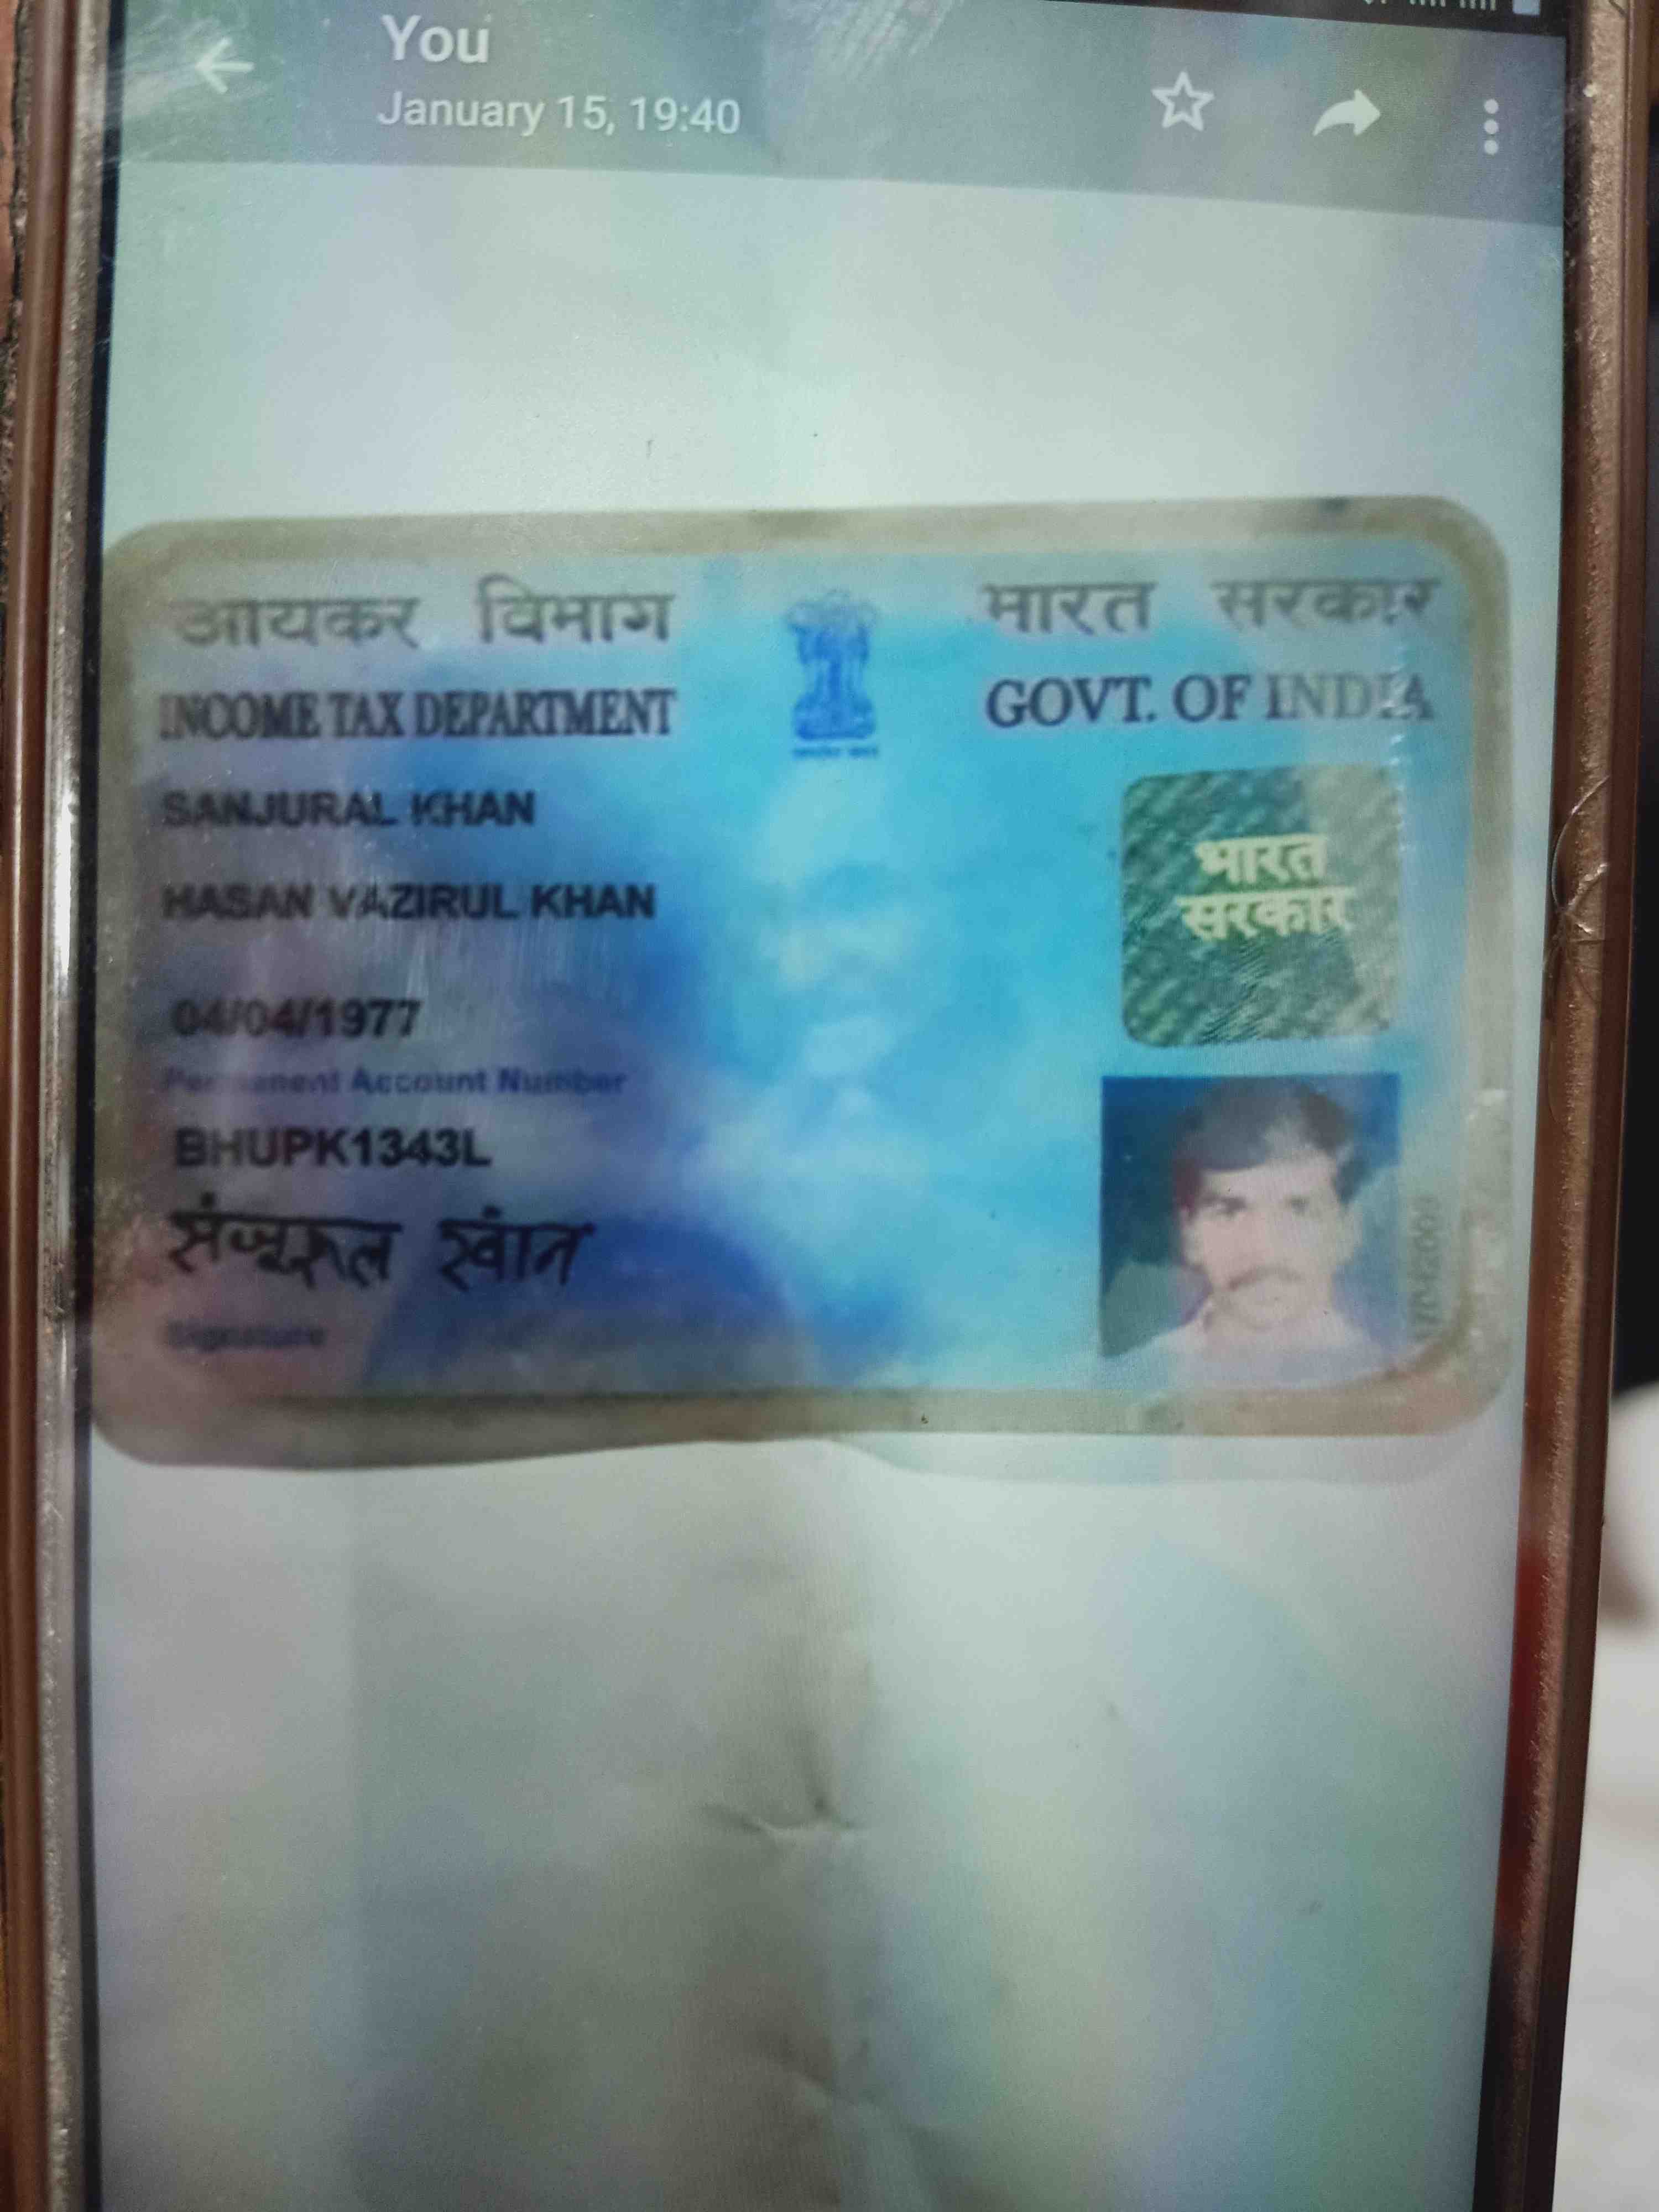 You
January 15, 19:40
आयकर विभाग
भारत सरकार
INCOME TAX DEPARTMENT
GOVT. OF INDIA
SANJURAL KHAN
HASAN VAZIRUL KHAN
04/04/1977
Permanent Account Number
BHUPK1343L
संजूरूल खांन
Signature
भारत
सरकार